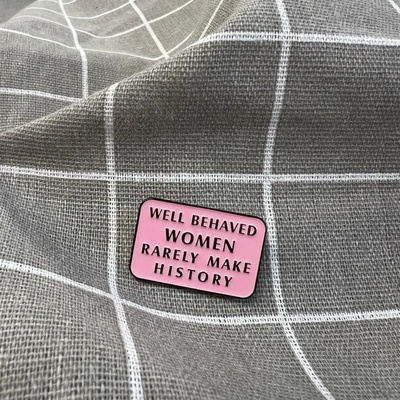 WELL BEHAVED
WOMEN
RARELY MAKE
HISTORY